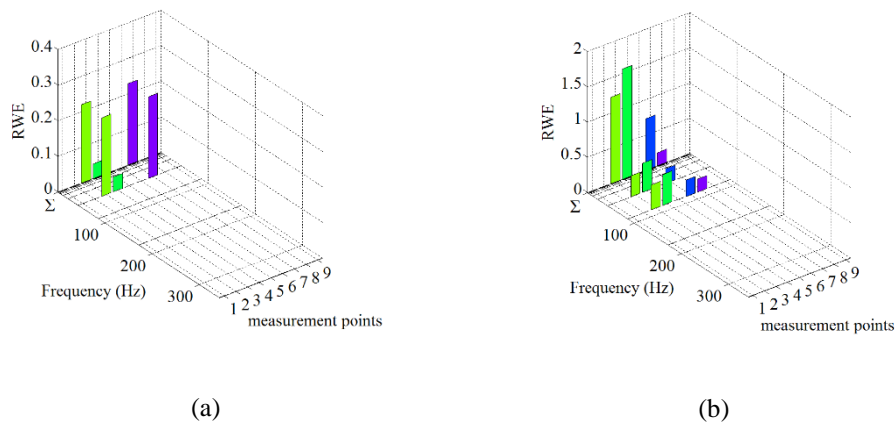 0.4
0.3
0.2
0.1
0
RWE
Σ
100
200
300
Frequency (Hz)
1 2 3 4 5 6 7 8 9
measurement points
(a)
2
1.5
1
0.5
0
RWE
Σ
100
200
300
Frequency (Hz)
1 2 3 4 5 6 7 8 9
measurement points
(b)